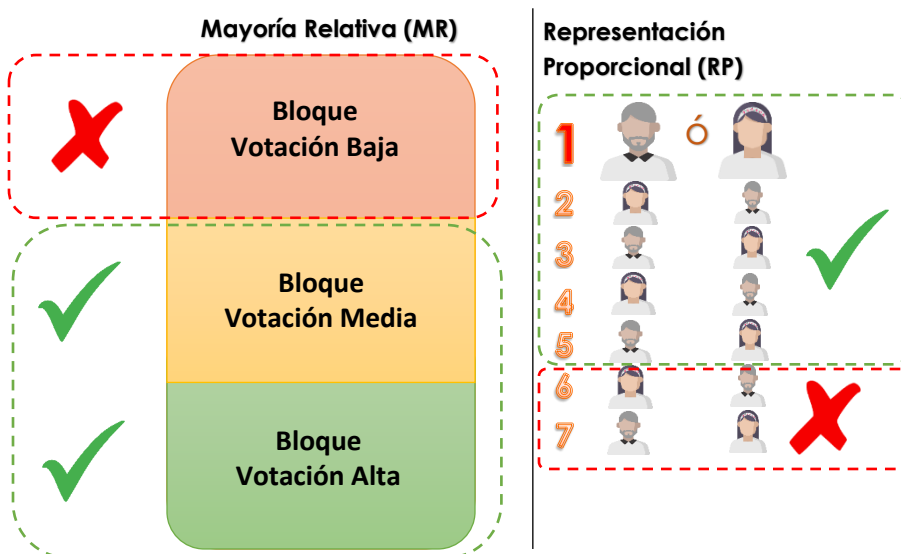 Mayoría Relativa (MR)
Bloque
Votación Baja
Bloque
Votación Media
Bloque
Votación Alta
Representación
Proporcional (RP)
1 Ó
2
3
4
5
6
7